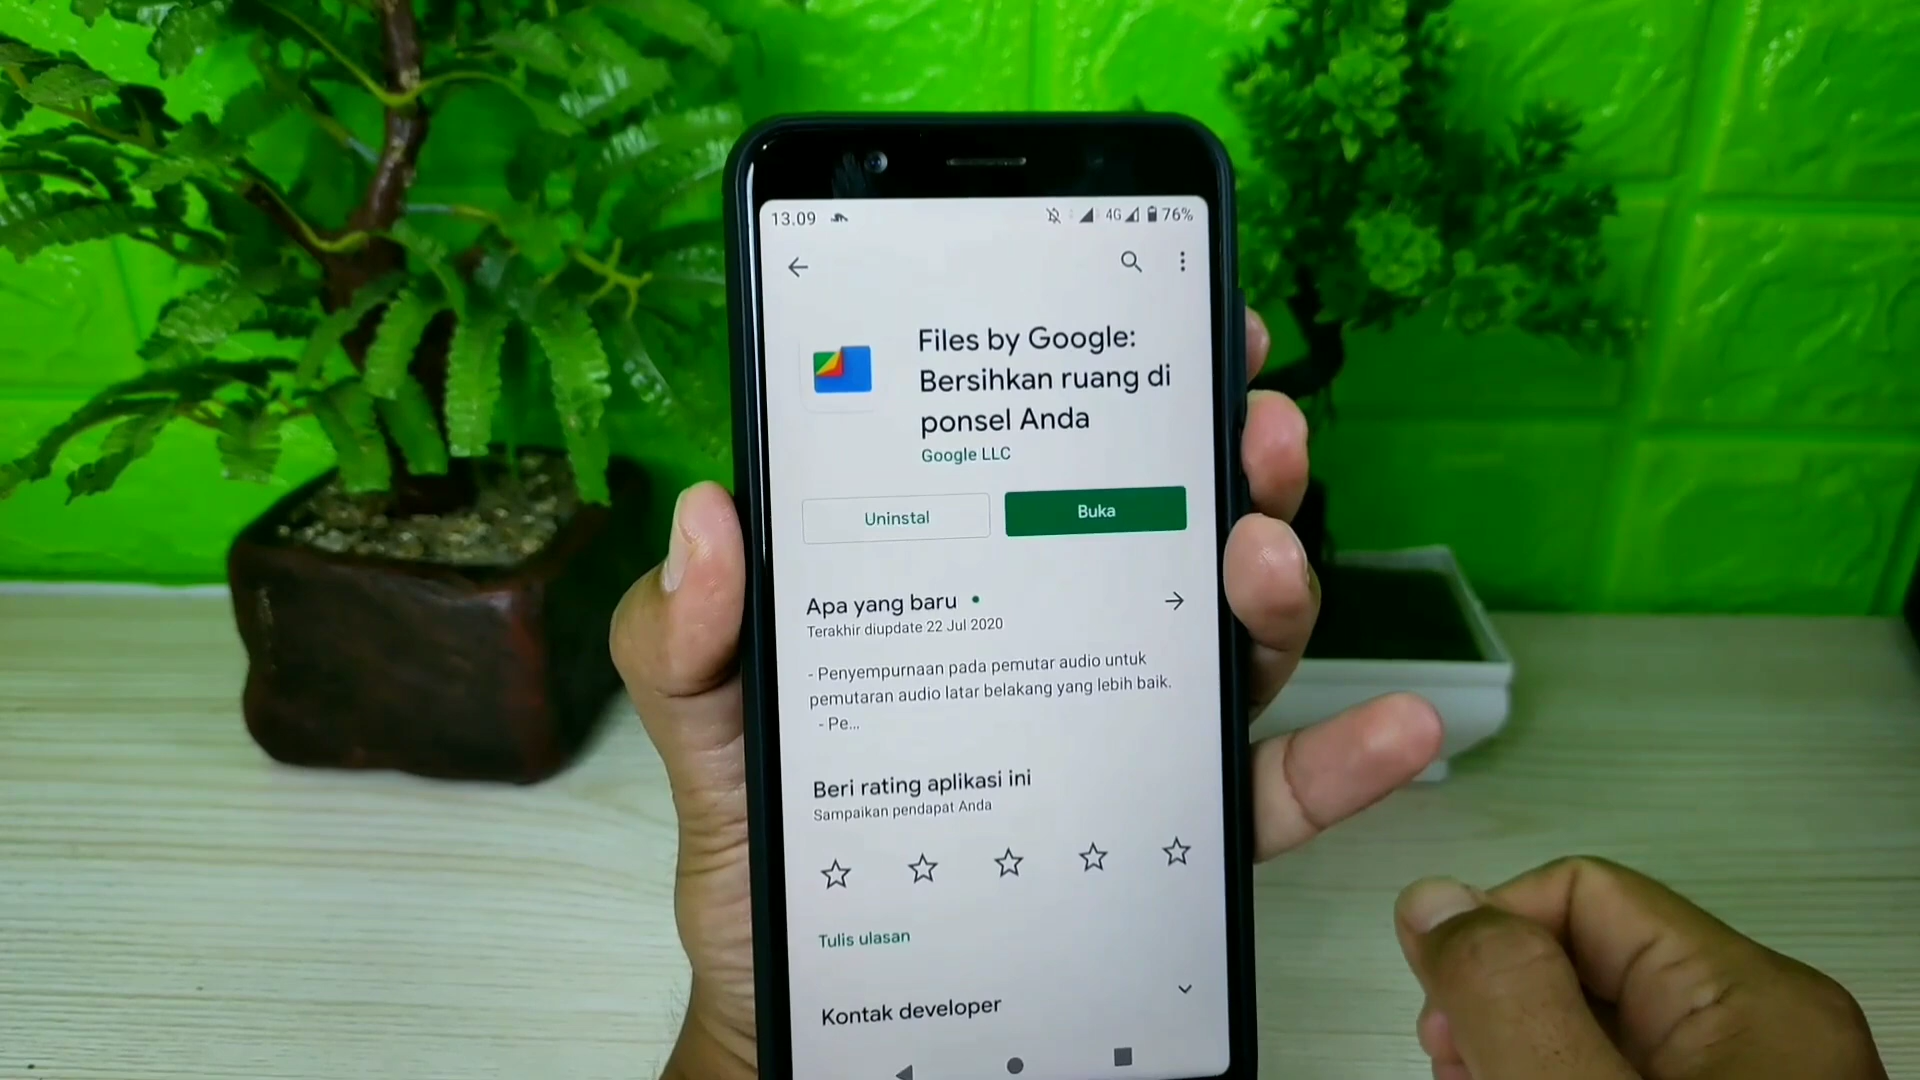 13.09
4G
76%
Files by Google:
Bersihkan ruang di
ponsel Anda
Google LLC
Uninstal
Buka
Apa yang baru
Terakhir diupdate 22 Jul 2020
- Penyempurnaan pada pemutar audio untuk
pemutaran audio latar belakang yang lebih baik.
- Pe...
Beri rating aplikasi ini
Sampaikan pendapat Anda
Tulis ulasan
Kontak developer